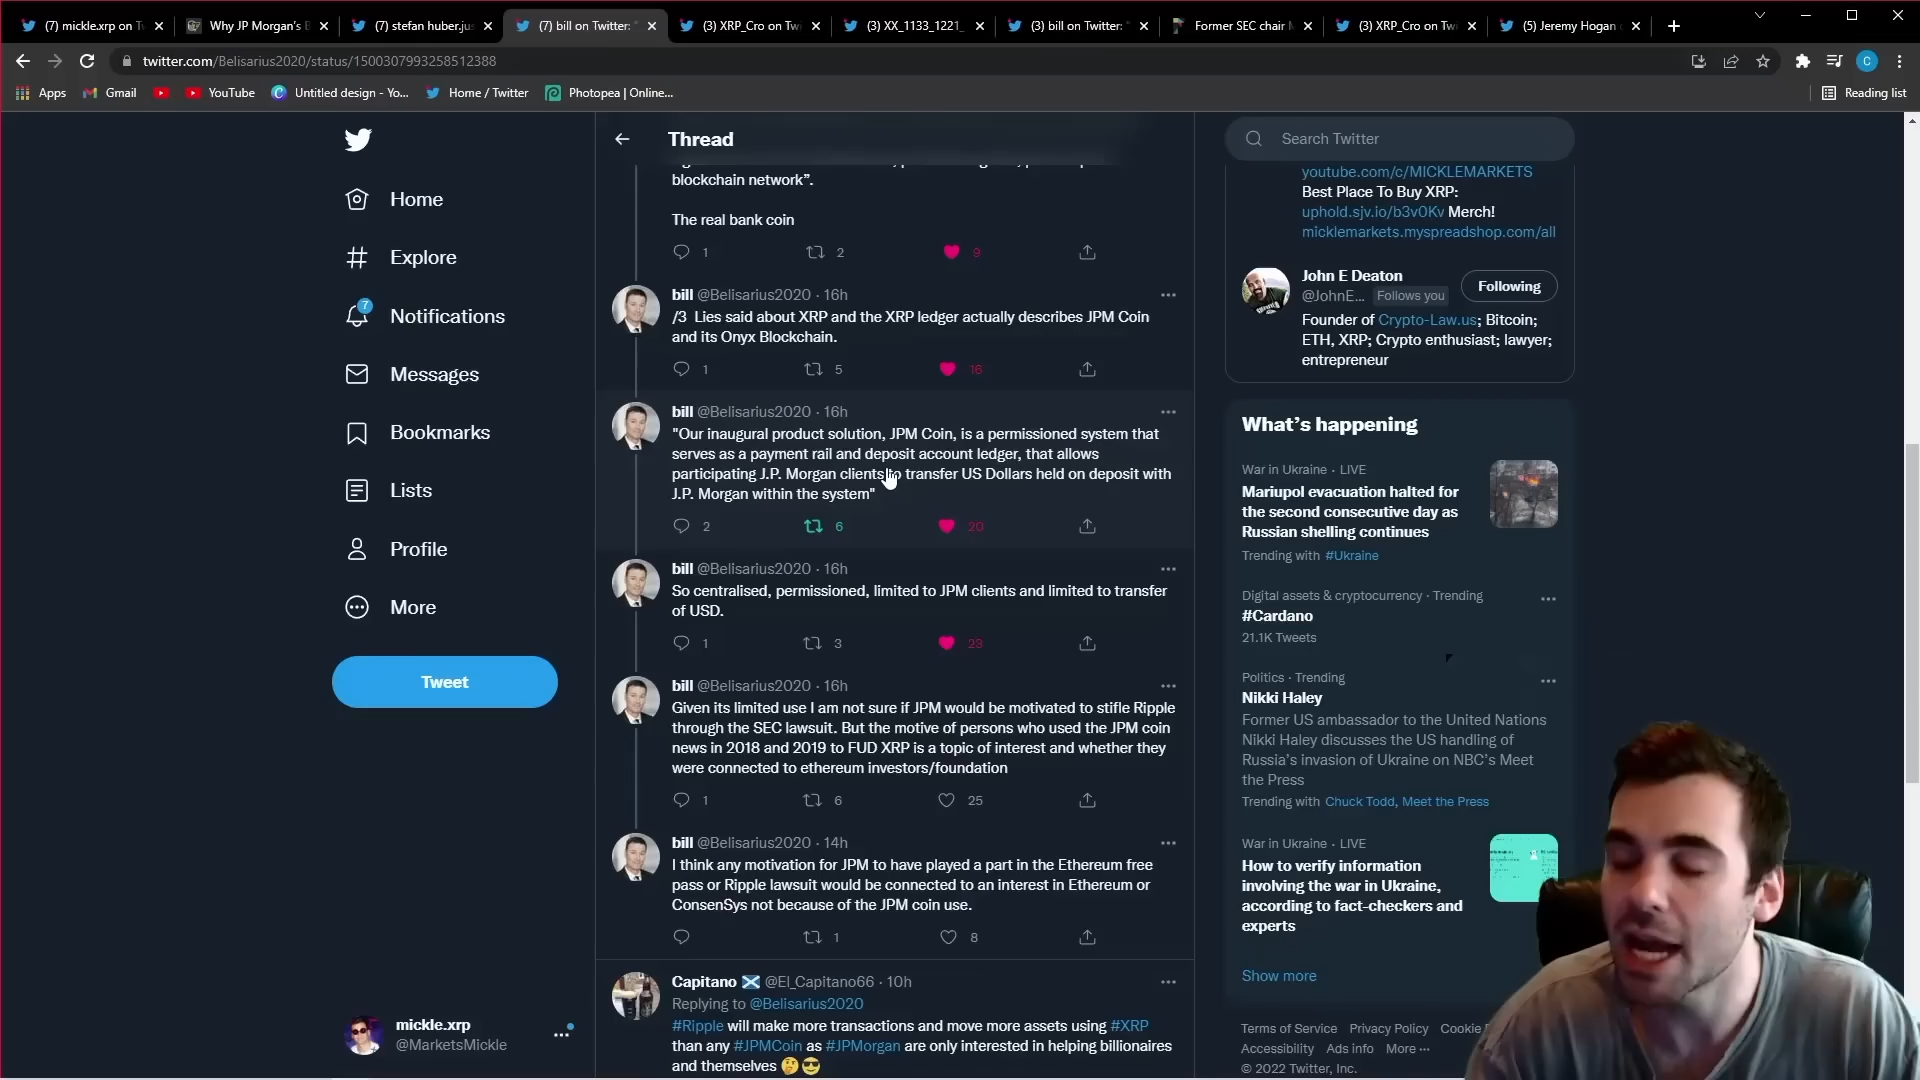 (7) mickle.xrp on T
Why JP Morgan's B
(7) stefan huber.jus
(7) bill on Twitter: "
(3) XRP_Cro on Tw
(3) XX_1133_1221_
(3) bill on Twitter: "
Former SEC chair M
(3) XRP_Cro on Tw
(5) Jeremy Hogan
twitter.com/Belisarius2020/status/1500307993258512388
C
Apps
Gmail
YouTube
Untitled design - Yo...
Home / Twitter
Photopea | Online...
Reading list
Home
Explore
7
Notifications
Messages
Bookmarks
Lists
Profile
More
Tweet
mickle.xrp
@MarketsMickle
Thread
blockchain network”.
The real bank coin
1 2 9
bill @Belisarius2020 · 16h
/3 Lies said about XRP and the XRP ledger actually describes JPM Coin
and its Onyx Blockchain.
1 5 16
bill @Belisarius2020 · 16h
"Our inaugural product solution, JPM Coin, is a permissioned system that
serves as a payment rail and deposit account ledger, that allows
participating J.P. Morgan clients to transfer US Dollars held on deposit with
J.P. Morgan within the system"
2 6 20
bill @Belisarius2020 · 16h
So centralised, permissioned, limited to JPM clients and limited to transfer
of USD.
1 3 23
bill @Belisarius2020 · 16h
Given its limited use I am not sure if JPM would be motivated to stifle Ripple
through the SEC lawsuit. But the motive of persons who used the JPM coin
news in 2018 and 2019 to FUD XRP is a topic of interest and whether they
were connected to ethereum investors/foundation
1 6 25
bill @Belisarius2020 · 14h
I think any motivation for JPM to have played a part in the Ethereum free
pass or Ripple lawsuit would be connected to an interest in Ethereum or
ConsenSys not because of the JPM coin use.
1 8
Capitano @El_Capitano66 · 10h
Replying to @Belisarius2020
#Ripple will make more transactions and move more assets using #XRP
than any #JPMCoin as #JPMorgan are only interested in helping billionaires
and themselves 🤔😎
Search Twitter
youtube.com/c/MICKLEMARKETS
Best Place To Buy XRP:
uphold.sjv.io/b3v0Kv Merch!
micklemarkets.myspreadshop.com/all
John E Deaton
@JohnE... Follows you
Following
Founder of Crypto-Law.us; Bitcoin;
ETH, XRP; Crypto enthusiast; lawyer;
entrepreneur
What’s happening
War in Ukraine · LIVE
Mariupol evacuation halted for
the second consecutive day as
Russian shelling continues
Trending with #Ukraine
Digital assets & cryptocurrency · Trending
#Cardano
21.1K Tweets
Politics · Trending
Nikki Haley
Former US ambassador to the United Nations
Nikki Haley discusses the US handling of
Russia’s invasion of Ukraine on NBC’s Meet
the Press
Trending with Chuck Todd, Meet the Press
War in Ukraine · LIVE
How to verify information
involving the war in Ukraine,
according to fact-checkers and
experts
Show more
Terms of Service Privacy Policy Cookie
Accessibility Ads info More
© 2022 Twitter, Inc.